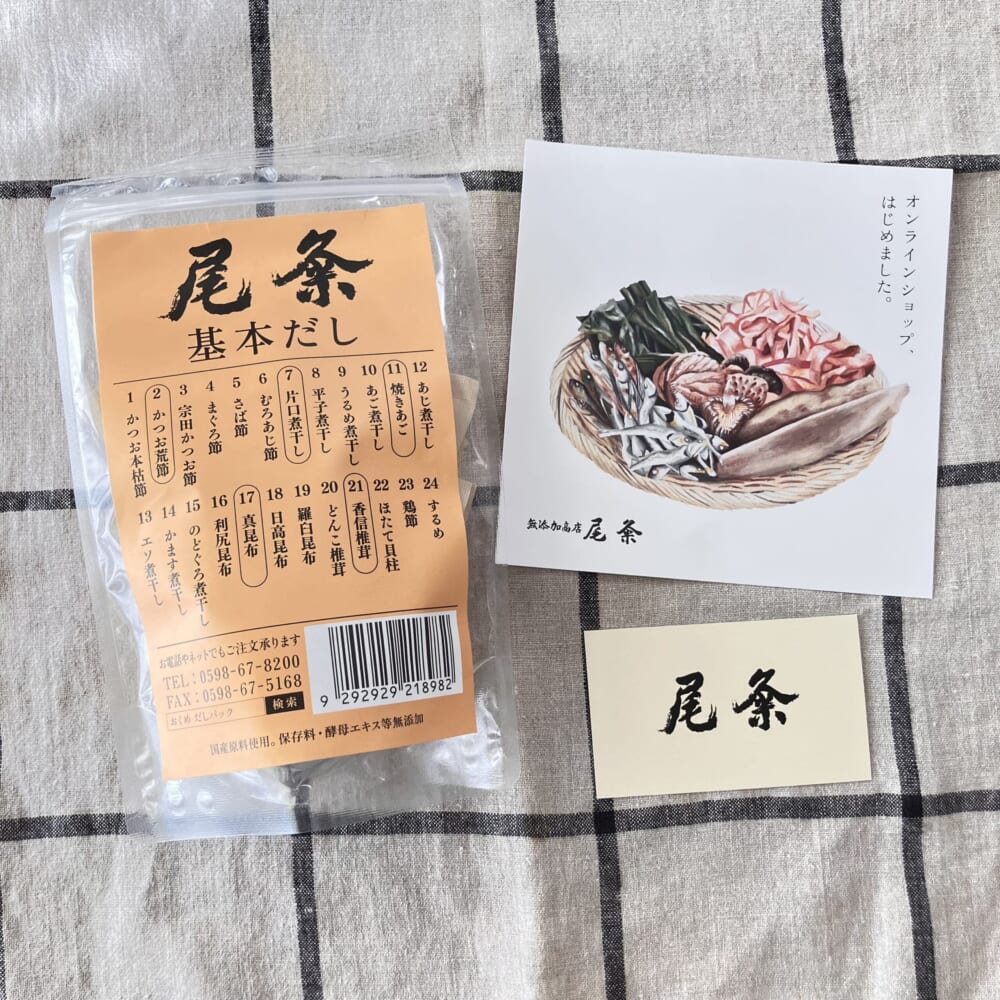 尾粂
基本だし
1 かつお本枯節
2 かつお荒節
3 宗田かつお節
4 まぐろ節
5 さば節
6 むろあじ節
7 片口煮干し
8 平子煮干し
9 うるめ煮干し
10 あご煮干し
11 焼きあご
12 あじ煮干し
13 エソ煮干し
14 かます煮干し
15 のどぐろ煮干し
16 利尻昆布
17 真昆布
18 日高昆布
19 羅臼昆布
20 どんこ椎茸
21 香信椎茸
22 ほたて貝柱
23 鶏節
24 するめ
お電話やネットでもご注文承ります
TEL：0598-67-8200
FAX：0598-67-5168
おくめ だしパック 検索
9 292929 218982
国産原料使用。保存料・酵母エキス等無添加
オンラインショップ、
はじめました。
無添加商店 尾粂
尾粂